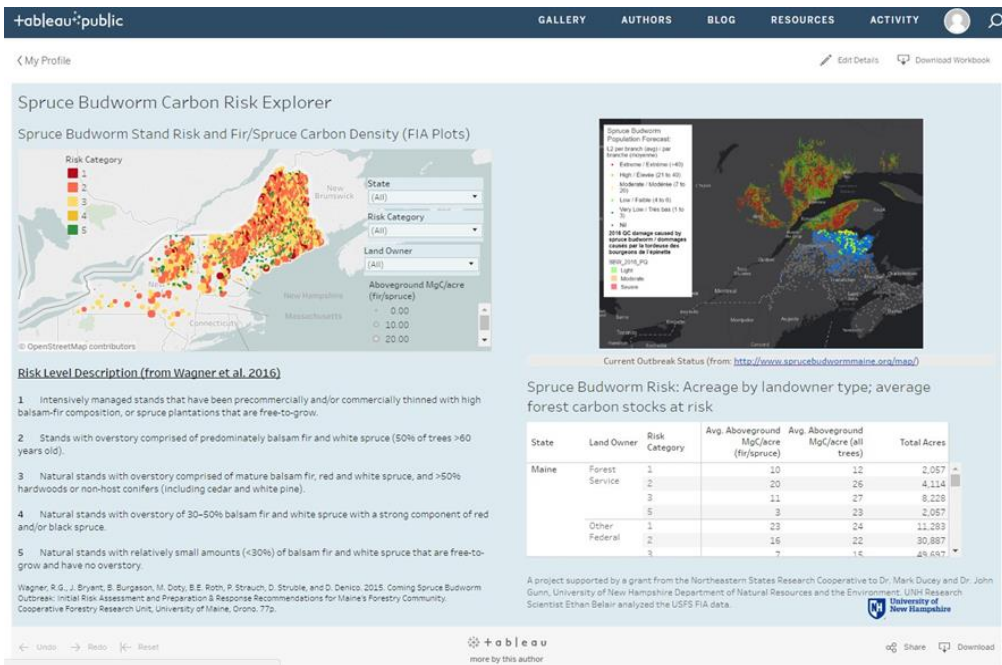 +ableau:public
GALLERY AUTHORS BLOG RESOURCES ACTIVITY
My Profile
Edit Details Download Workbook
Spruce Budworm Carbon Risk Explorer
Spruce Budworm Stand Risk and Fir/Spruce Carbon Density (FIA Plots)
Risk Category
1
2
3
4
5
New Brunswick
State
(All)
Risk Category
(All)
Land Owner
(All)
Aboveground MgC/acre
(fir/spruce)
0.00
10.00
20.00
New Hampshire
Massachusetts
Connecticut
© OpenStreetMap contributors
Spruce Budworm
Population Forecast:
L2 per branch (avg) : par
branche (moyenne)
Extreme / Extrême (>40)
High / Élevée (21 to 40)
Moderate / Modérée (7 to
20)
Low / Faible (4 to 6)
Very Low / Très bas (1 to
3)
Nil
2016 QC damage caused by
spruce budworm / dommages
causés par la tordeuse des
bourgeons de l'épinette
Light
Moderate
Severe
Current Outbreak Status (from: http://www.sprucebudwormmaine.org/map/)
Risk Level Description (from Wagner et al. 2016)
1 Intensively managed stands that have been precommercially and/or commercially thinned with high
balsam-fir composition, or spruce plantations that are free-to-grow.
2 Stands with overstory comprised of predominately balsam fir and white spruce (50% of trees >60
years old).
3 Natural stands with overstory comprised of mature balsam fir, red and white spruce, and >50%
hardwoods or non-host conifers (including cedar and white pine).
4 Natural stands with overstory of 30–50% balsam fir and white spruce with a strong component of red
and/or black spruce.
5 Natural stands with relatively small amounts (<30%) of balsam fir and white spruce that are free-to-
grow and have no overstory.
Wagner, R.G., J. Bryant, B. Burgason, M. Doty, B.E. Roth, P. Strauch, D. Struble, and D. Denico. 2015. Coming Spruce Budworm
Outbreak: Initial Risk Assessment and Preparation & Response Recommendations for Maine's Forestry Community.
Cooperative Forestry Research Unit, University of Maine, Orono. 77p.
Spruce Budworm Risk: Acreage by landowner type; average
forest carbon stocks at risk
State Land Owner Risk Category Avg. Aboveground MgC/acre (fir/spruce) Avg. Aboveground MgC/acre (all trees) Total Acres
Maine Forest Service 1 10 12 2,057
2 20 26 4,114
3 11 27 8,228
5 3 23 2,057
Other Federal 1 23 24 11,283
2 16 22 30,887
3 7 15 49,697
A project supported by a grant from the Northeastern States Research Cooperative to Dr. Mark Ducey and Dr. John
Gunn, University of New Hampshire Department of Natural Resources and the Environment. UNH Research
Scientist Ethan Belair analyzed the USFS FIA data.
NH University of
New Hampshire
Undo Redo Reset
+ableau
more by this author
Share Download